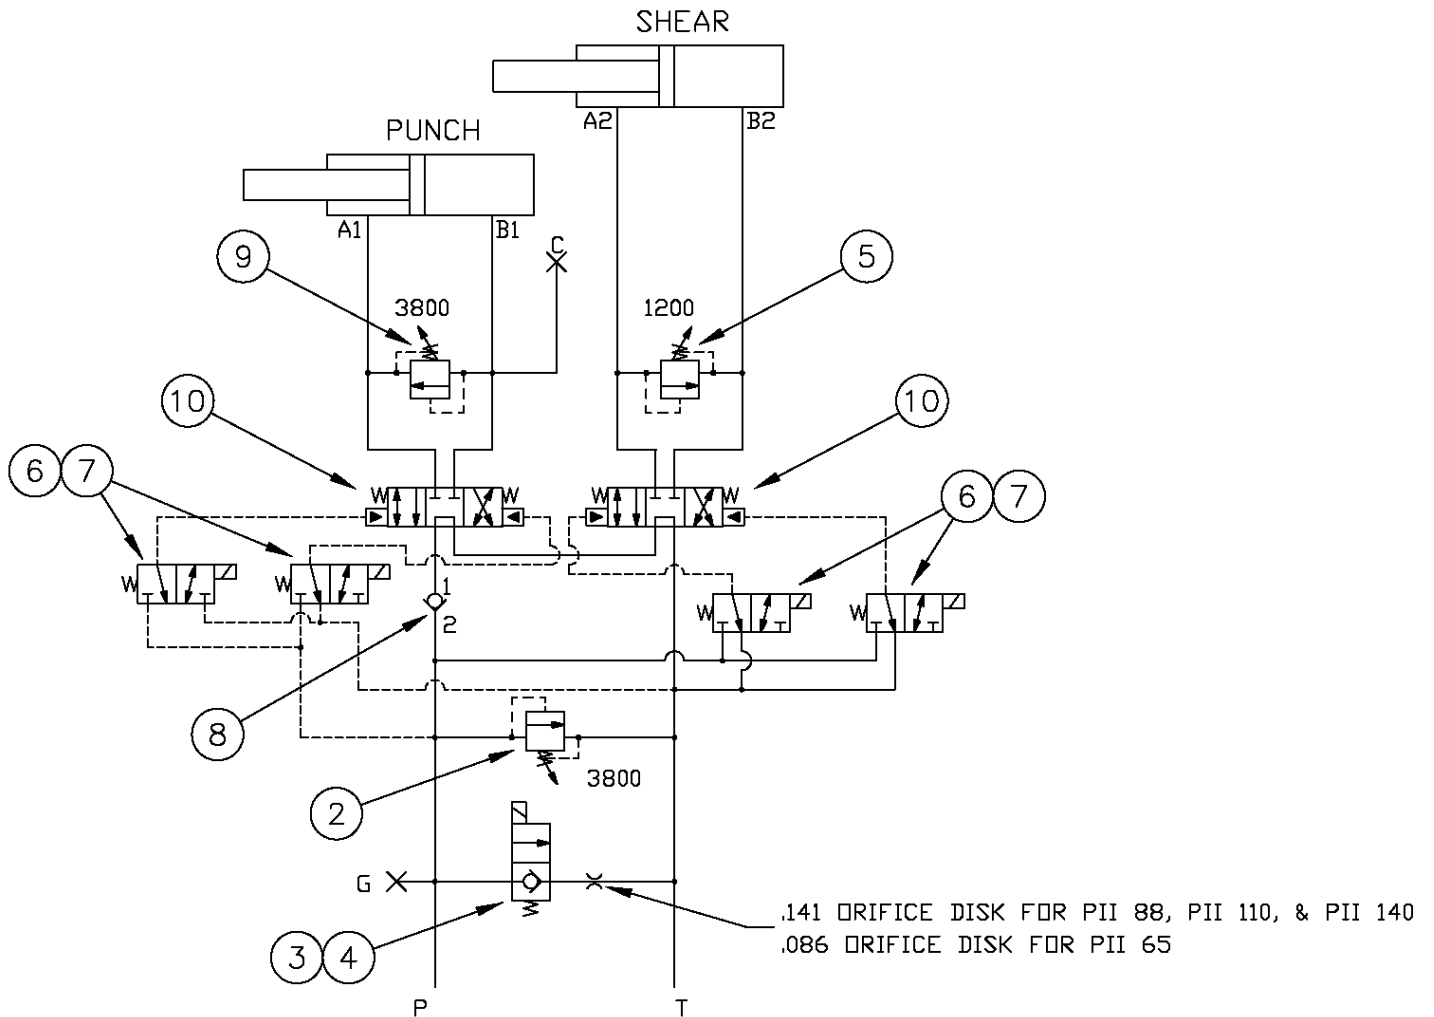 SHEAR
A2
B2
PUNCH
A1
B1
C
9
5
3800
1200
10
10
6
7
6
7
1
2
8
3800
2
G
.141 ORIFICE DISK FOR PII 88, PII 110, & PII 140
.086 ORIFICE DISK FOR PII 65
3
4
P
T